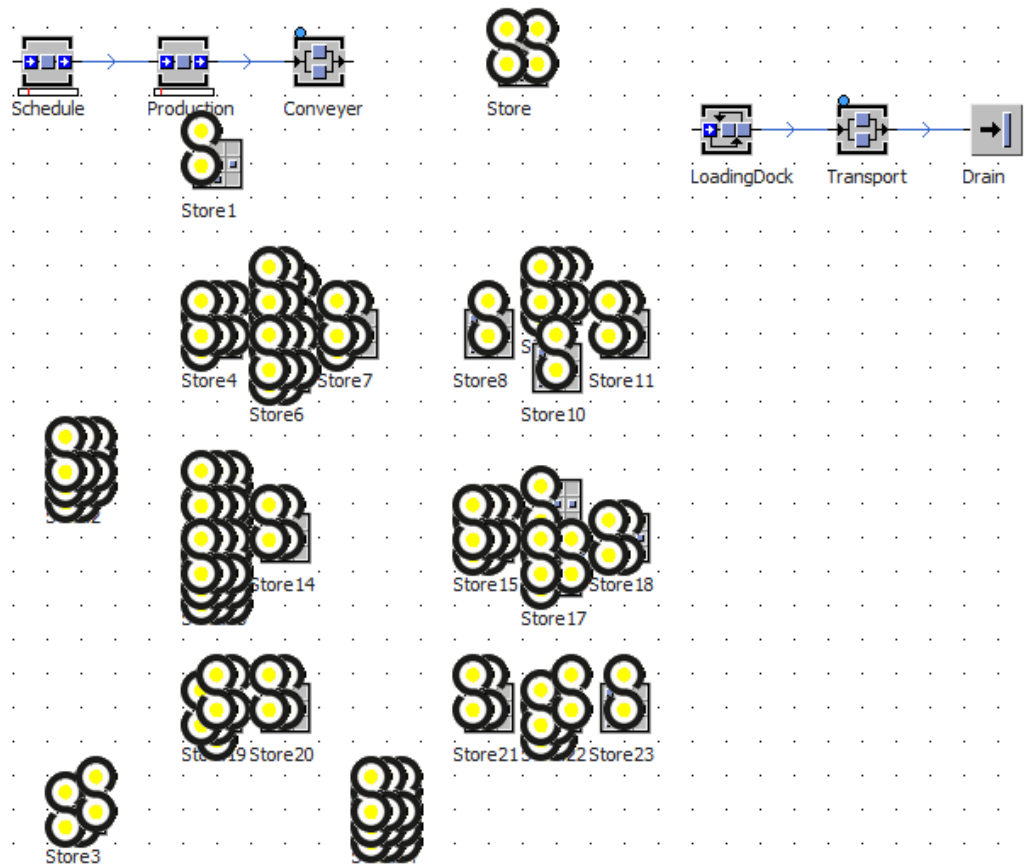 Schedule
Production
Conveyer
Store
LoadingDock
Transport
Drain
Store1
Store4
Store7
Store8
Store11
Store6
Store10
Store14
Store15
Store18
Store17
Store20
Store21
Store23
Store3